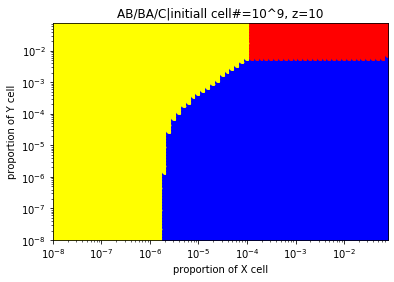 AB/BA/C|initiall cell#=10^9, z=10
proportion of Y cell
10⁻²
10⁻³
10⁻⁴
10⁻⁵
10⁻⁶
10⁻⁷
10⁻⁸
10⁻⁸ 10⁻⁷ 10⁻⁶ 10⁻⁵ 10⁻⁴ 10⁻³ 10⁻²
proportion of X cell